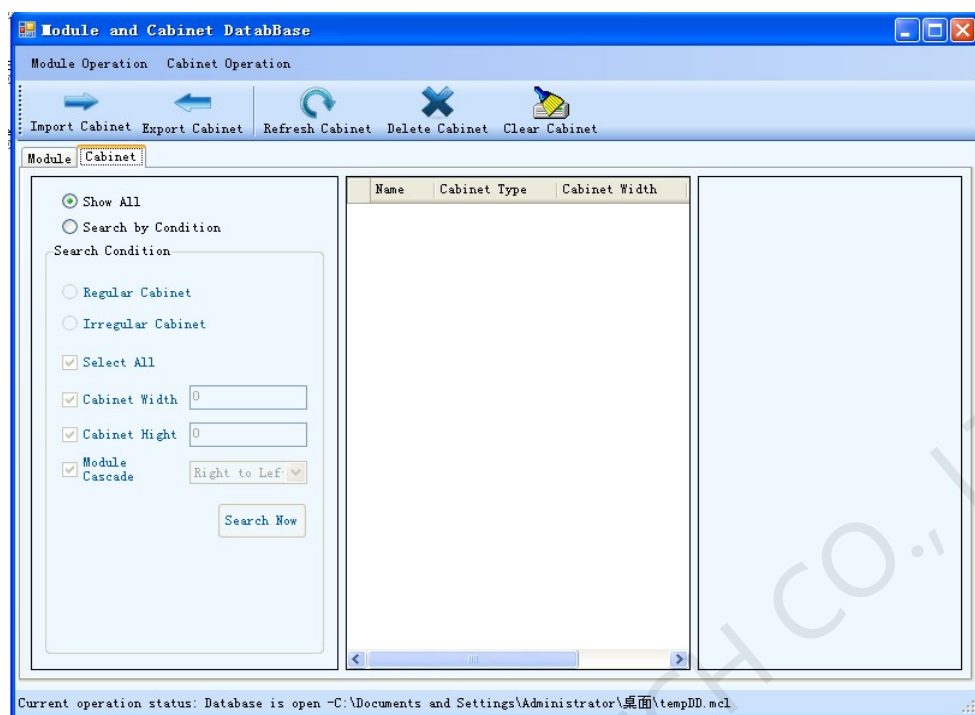 Module and Cabinet DatabBase
Module Operation Cabinet Operation
Import Cabinet Export Cabinet Refresh Cabinet Delete Cabinet Clear Cabinet
Module Cabinet
Name Cabinet Type Cabinet Width
Show All
Search by Condition
Search Condition
Regular Cabinet
Irregular Cabinet
Select All
Cabinet Width 0
Cabinet Hight 0
Module
Cascade
Right to Lef
Search Now
Current operation status: Database is open -C:\Documents and Settings\Administrator\桌面\tempDD.mcl
CH CO.,